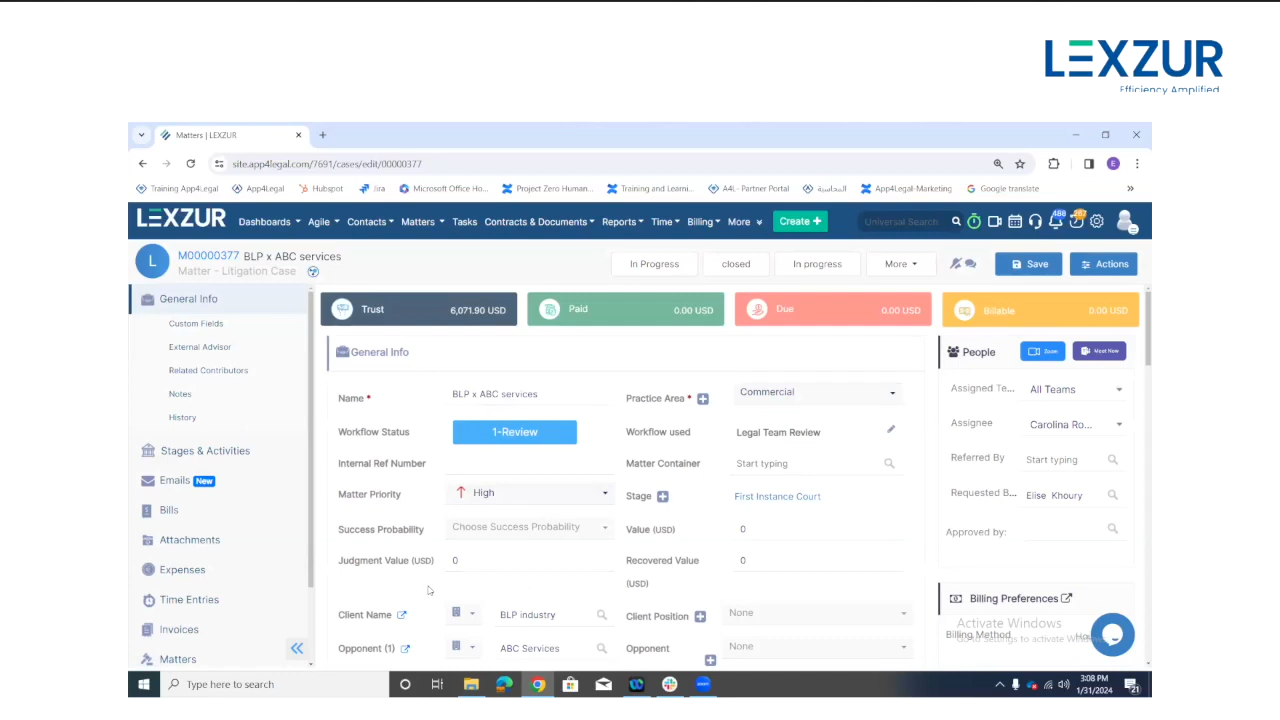 LEXZUR
Efficiency Amplified
Matters | LEXZUR
site.app4legal.com/7691/cases/edit/00000377
E
Training App4Legal App4Legal Hubspot Jira Microsoft Office Ho... Project Zero Human... Training and Learni... A4L- Partner Portal المحاسبية App4Legal-Marketing Google translate
LEXZUR Dashboards Agile Contacts Matters Tasks Contracts & Documents Reports Time Billing More Create + Universal Search 488 267
L M00000377 BLP x ABC services
Matter - Litigation Case
In Progress closed In progress More Save Actions
General Info
Custom Fields
External Advisor
Related Contributors
Notes
History
Stages & Activities
Emails New
Bills
Attachments
Expenses
Time Entries
Invoices
Matters
Trust 6,071.90 USD Paid 0.00 USD Due 0.00 USD Billable 0.00 USD
General Info
Name * BLP x ABC services Practice Area * Commercial
Workflow Status 1-Review Workflow used Legal Team Review
Internal Ref Number Matter Container Start typing
Matter Priority High Stage First Instance Court
Success Probability Choose Success Probability Value (USD) 0
Judgment Value (USD) 0 Recovered Value (USD) 0
Client Name BLP industry Client Position None
Opponent (1) ABC Services Opponent None
People Zoom Meet Now
Assigned Te... All Teams
Assignee Carolina Ro...
Referred By Start typing
Requested B... Elise Khoury
Approved by:
Billing Preferences
Activate Windows
Billing Method
Go to Settings to activate Windows.
Type here to search
3:08 PM
1/31/2024
21